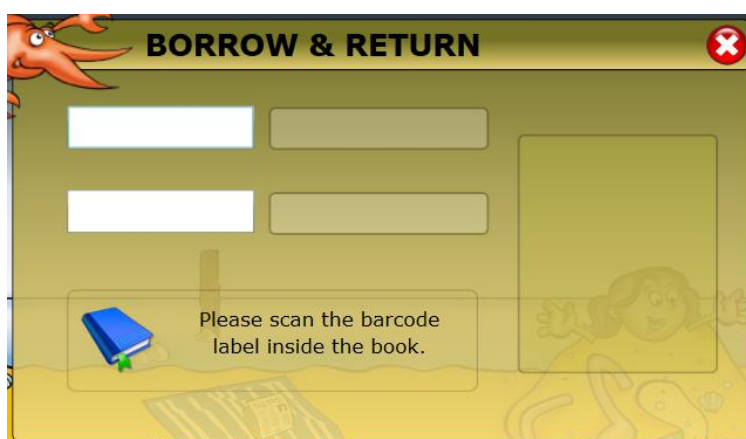 BORROW & RETURN
Please scan the barcode
label inside the book.